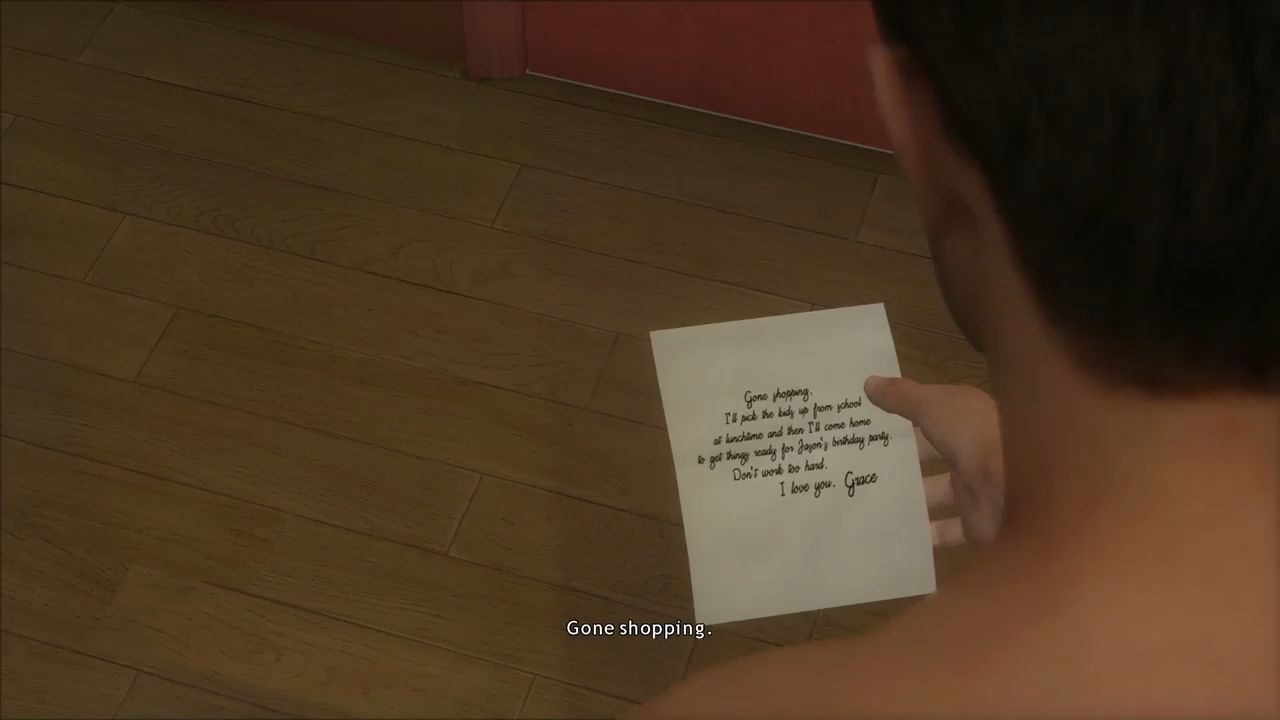 Gone shopping.
I'll pick the kids up from school
at lunchtime and then I'll come home
to get things ready for Jason's birthday party.
Don't work too hard.
I love you. Grace
Gone shopping.